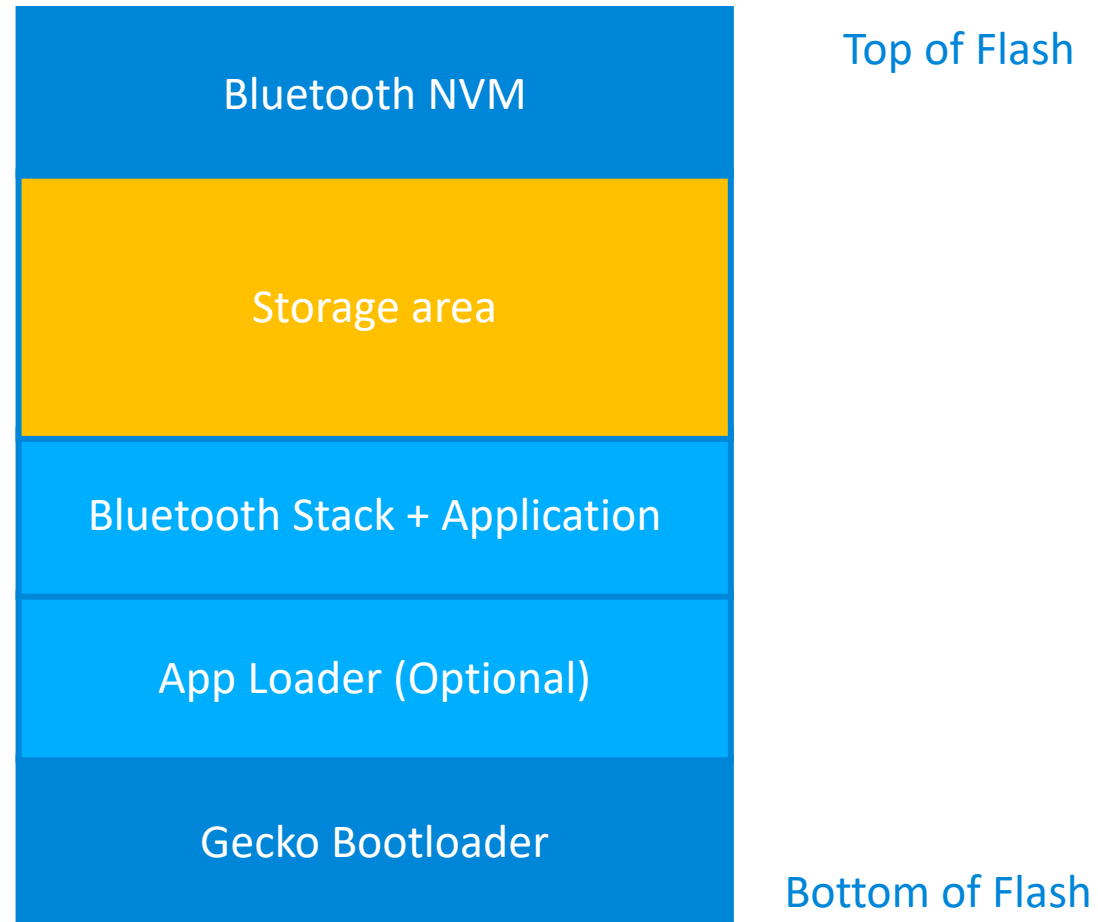 Bluetooth NVM
Top of Flash
Storage area
Bluetooth Stack + Application
App Loader (Optional)
Gecko Bootloader
Bottom of Flash